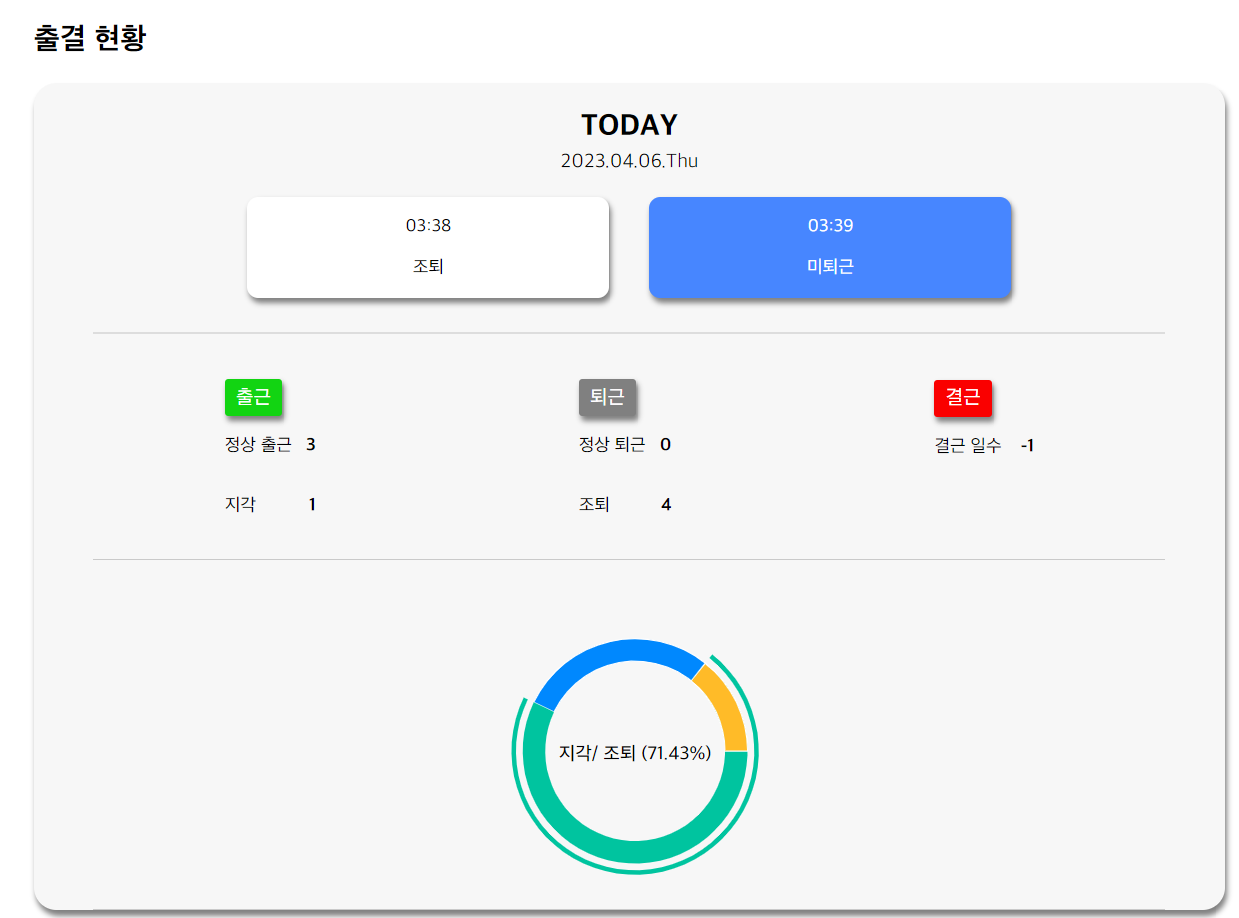 출결 현황
TODAY
2023.04.06.Thu
03:38
조퇴
03:39
미퇴근
출근
정상 출근 3
지각 1
퇴근
정상 퇴근 0
조퇴 4
결근
결근 일수 -1
지각/ 조퇴 (71.43%)